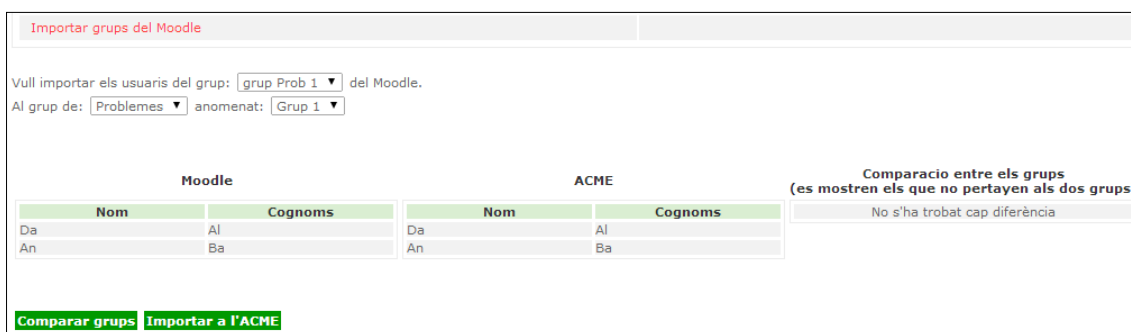 Importar grups del Moodle
Vull importar els usuaris del grup: grup Prob 1 ▼ del Moodle.
Al grup de: Problemes ▼ anomenat: Grup 1 ▼
Moodle ACME Comparacio entre els grups
(es mostren els que no pertayen als dos grups
Nom Cognoms Nom Cognoms No s'ha trobat cap diferència
Da Al Da Al
An Ba An Ba
Comparar grups Importar a l'ACME